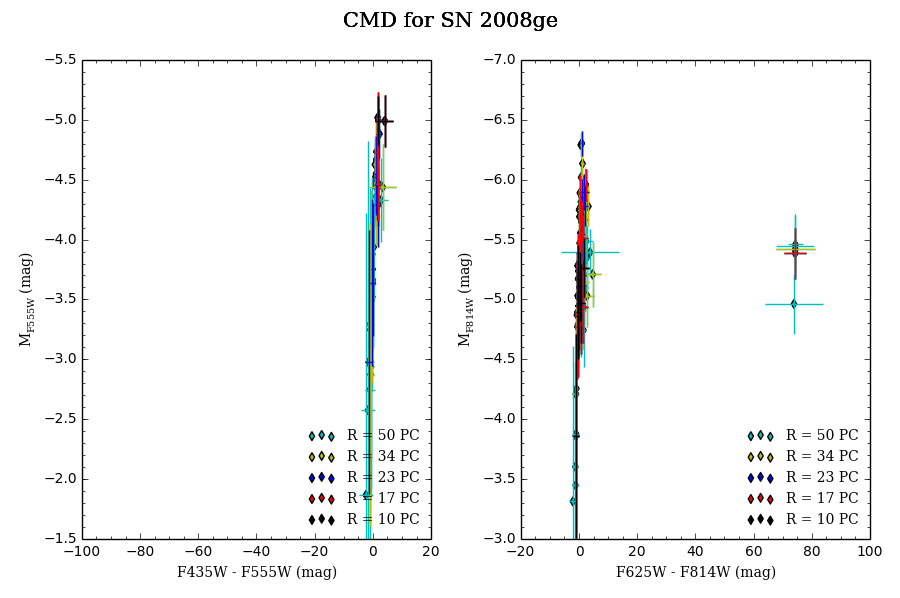 CMD for SN 2008ge
−5.5
−5.0
−4.5
−4.0
−3.5
−3.0
−2.5
−2.0
−1.5
M_F555W (mag)
−100 −80 −60 −40 −20 0 20
F435W - F555W (mag)
R = 50 PC
R = 34 PC
R = 23 PC
R = 17 PC
R = 10 PC
−7.0
−6.5
−6.0
−5.5
−5.0
−4.5
−4.0
−3.5
−3.0
M_F814W (mag)
−20 0 20 40 60 80 100
F625W - F814W (mag)
R = 50 PC
R = 34 PC
R = 23 PC
R = 17 PC
R = 10 PC